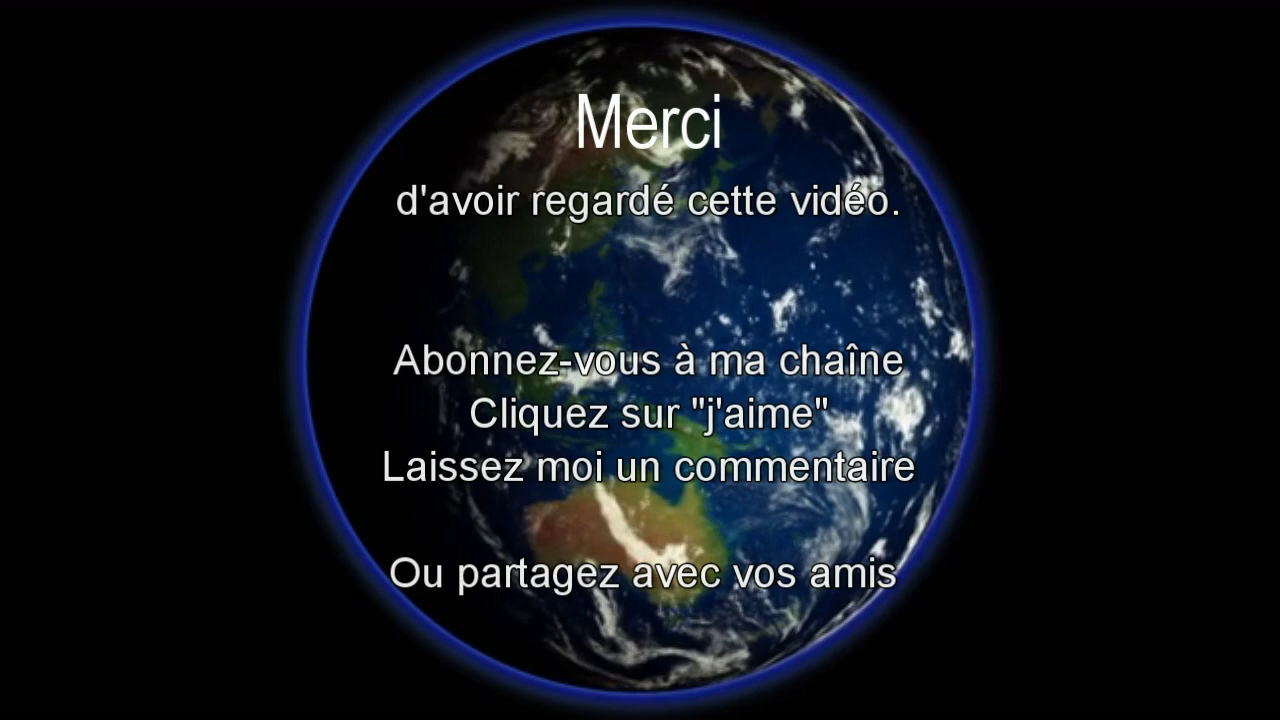 Merci
d'avoir regardé cette vidéo.
Abonnez-vous à ma chaîne
Cliquez sur "j'aime"
Laissez moi un commentaire
Ou partagez avec vos amis